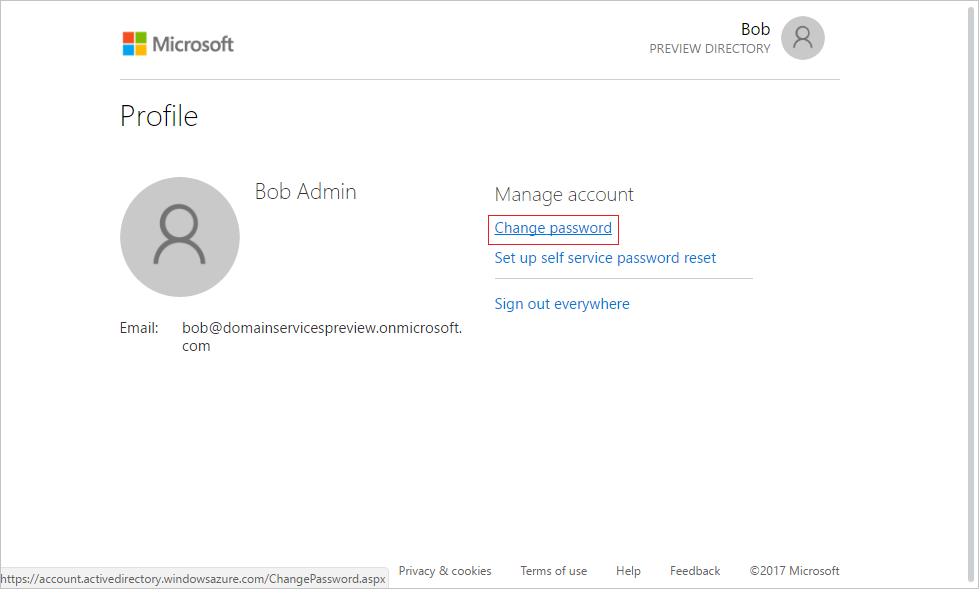 Microsoft
Bob
PREVIEW DIRECTORY
Profile
Bob Admin
Email: bob@domainservicespreview.onmicrosoft.
com
Manage account
Change password
Set up self service password reset
Sign out everywhere
https://account.activedirectory.windowsazure.com/ChangePassword.aspx
Privacy & cookies Terms of use Help Feedback ©2017 Microsoft